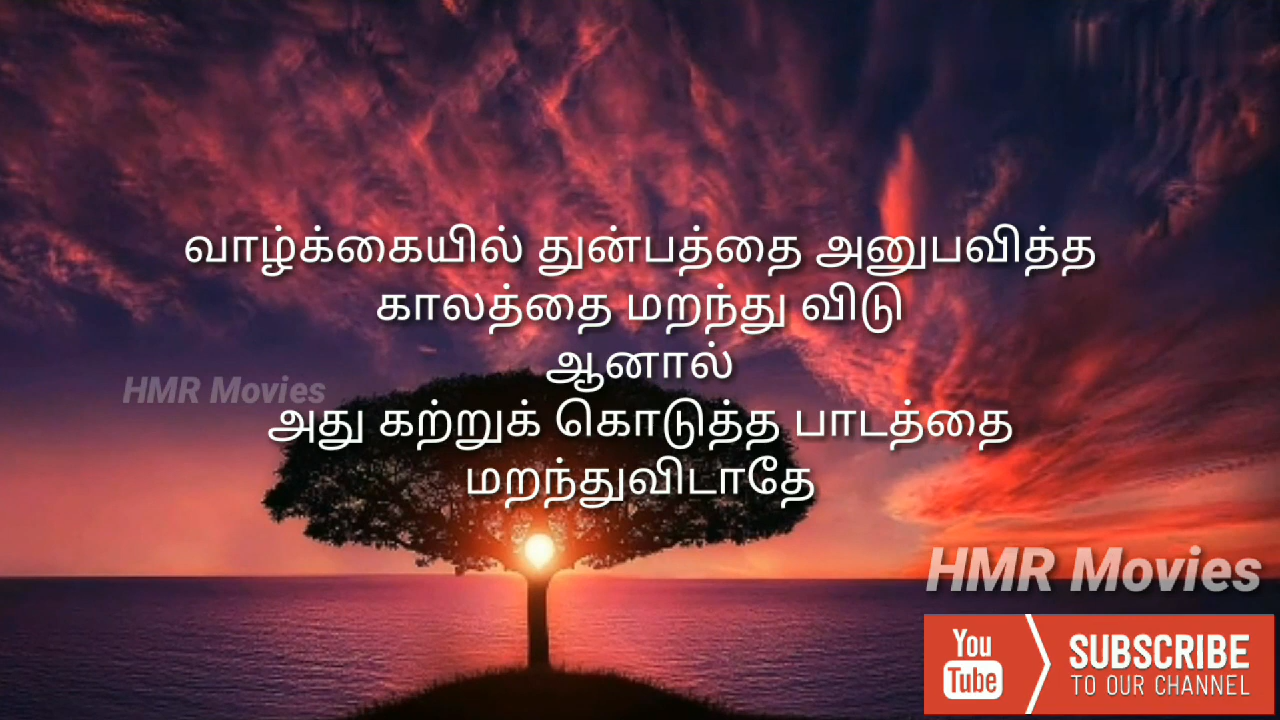 வாழ்க்கையில் துன்பத்தை அனுபவித்த
காலத்தை மறந்து விடு
ஆனால்
HMR Movies
அது கற்றுக் கொடுத்த பாடத்தை
மறந்துவிடாதே
HMR Movies
You
Tube
SUBSCRIBE
TO OUR CHANNEL